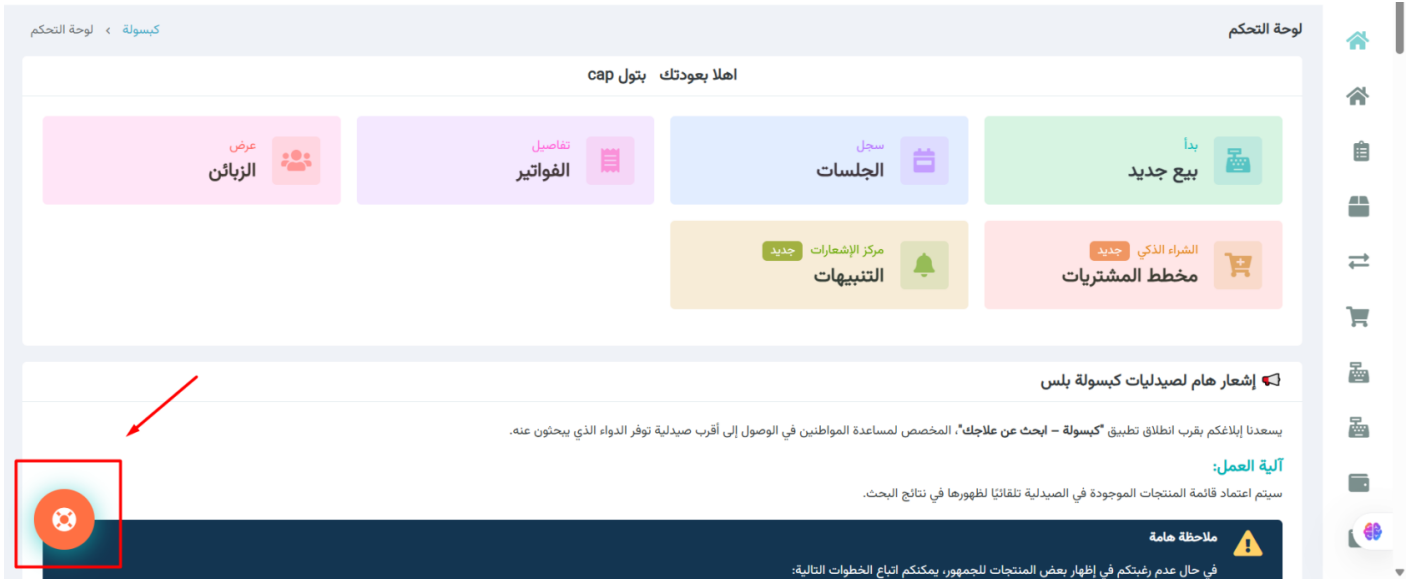 لوحة التحكم
كبسولة › لوحة التحكم
اهلا بعودتك بتول cap
بدأ
بيع جديد
سجل
الجلسات
تفاصيل
الفواتير
عرض
الزبائن
الشراء الذكي جديد
مخطط المشتريات
مركز الإشعارات جديد
التنبيهات
إشعار هام لصيدليات كبسولة بلس
يسعدنا إبلاغكم بقرب انطلاق تطبيق "كبسولة – ابحث عن علاجك"، المخصص لمساعدة المواطنين في الوصول إلى أقرب صيدلية توفر الدواء الذي يبحثون عنه.
آلية العمل:
سيتم اعتماد قائمة المنتجات الموجودة في الصيدلية تلقائيًا لظهورها في نتائج البحث.
ملاحظة هامة
في حال عدم رغبتكم في إظهار بعض المنتجات للجمهور، يمكنكم اتباع الخطوات التالية: